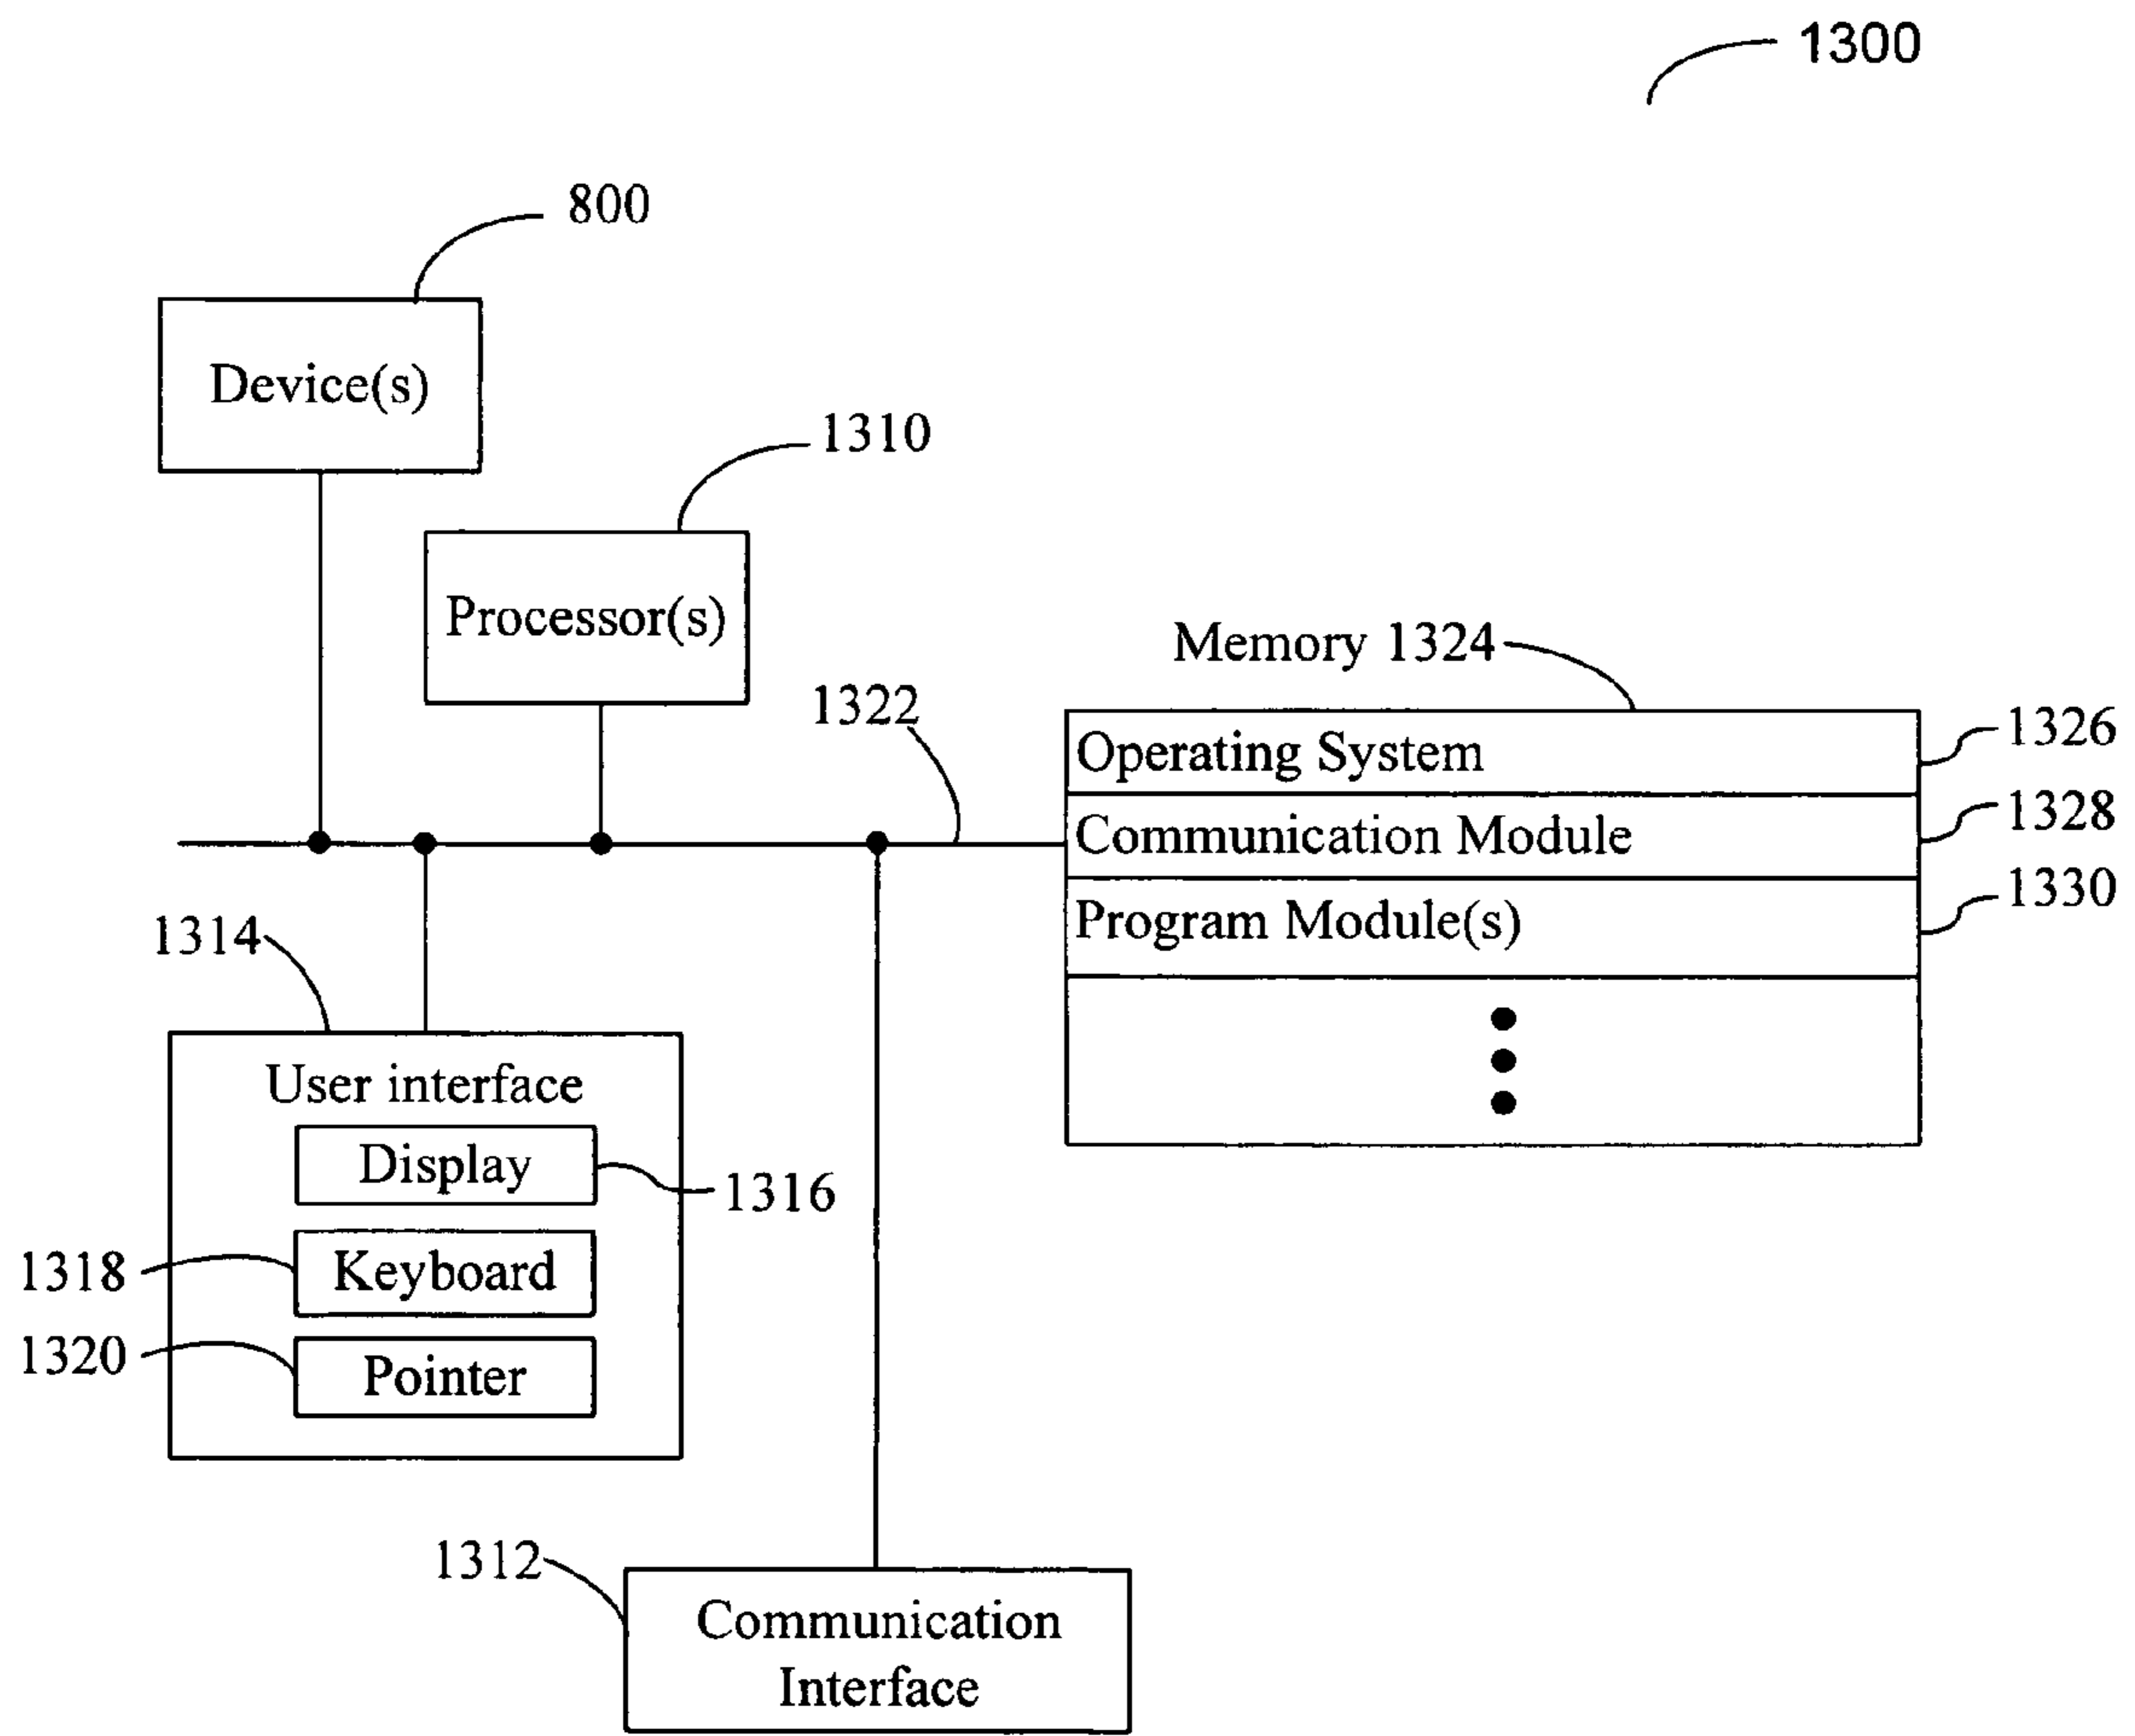 1300
800
Device(s)
1310
Processor(s)
Memory 1324
1322
Operating System
1326
Communication Module
1328
Program Module(s)
1330
1314
User interface
Display
1316
1318
Keyboard
1320
Pointer
1312
Communication
Interface